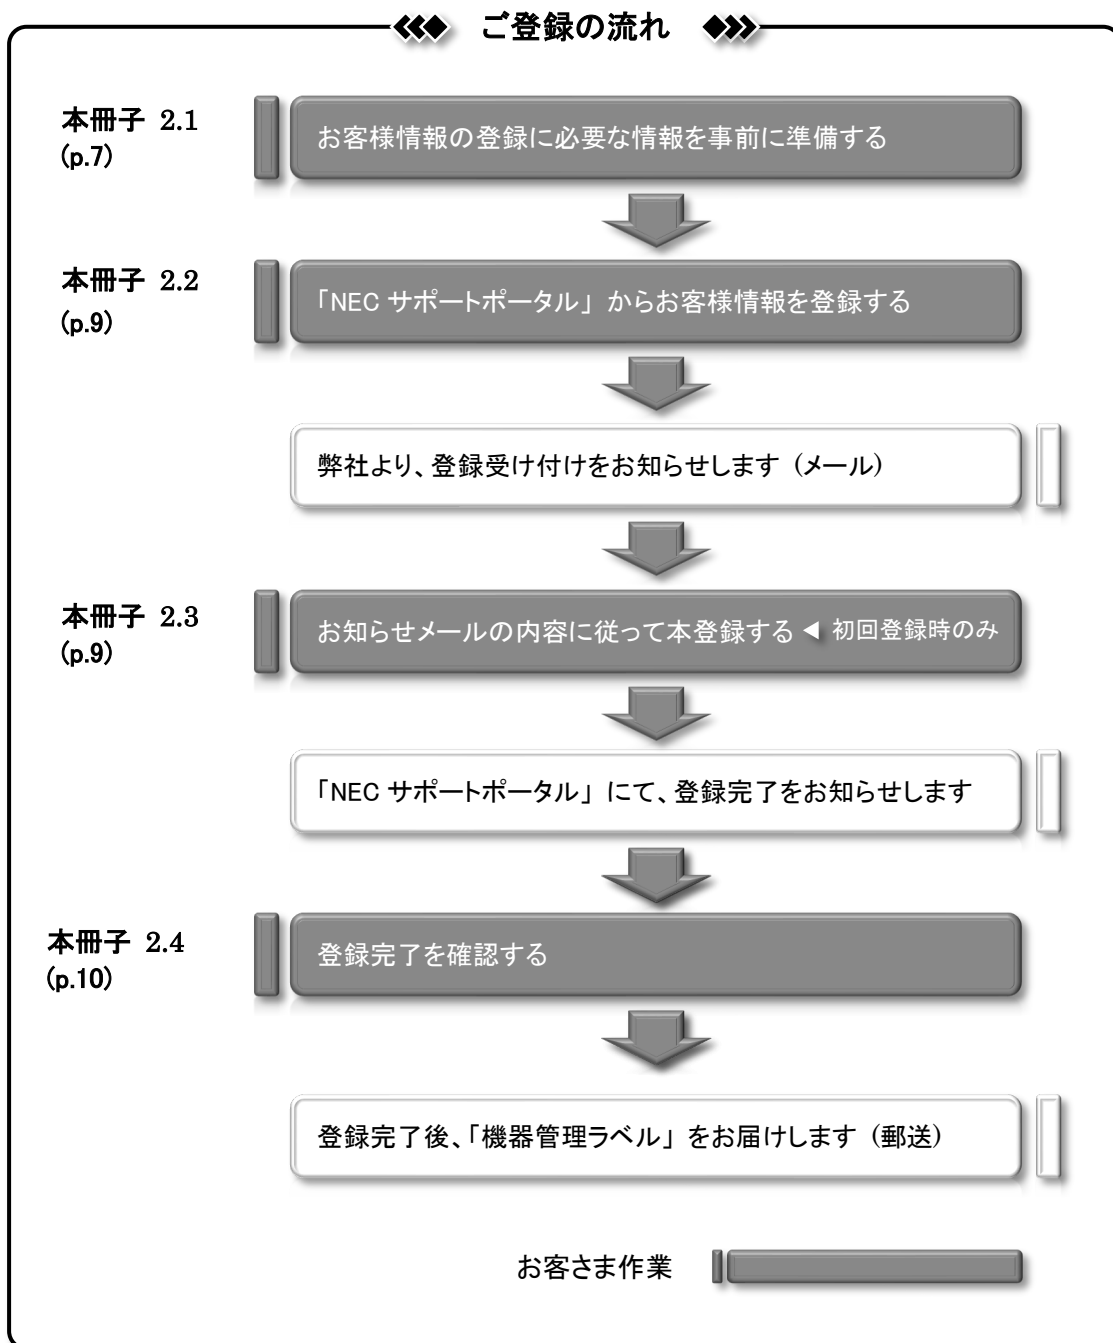 ご登録の流れ
本冊子 2.1
(p.7)
お客様情報の登録に必要な情報を事前に準備する
本冊子 2.2
(p.9)
「NEC サポートポータル」 からお客様情報を登録する
弊社より、登録受け付けをお知らせします (メール)
本冊子 2.3
(p.9)
お知らせメールの内容に従って本登録する ◀ 初回登録時のみ
「NEC サポートポータル」 にて、登録完了をお知らせします
本冊子 2.4
(p.10)
登録完了を確認する
登録完了後、「機器管理ラベル」 をお届けします (郵送)
お客さま作業